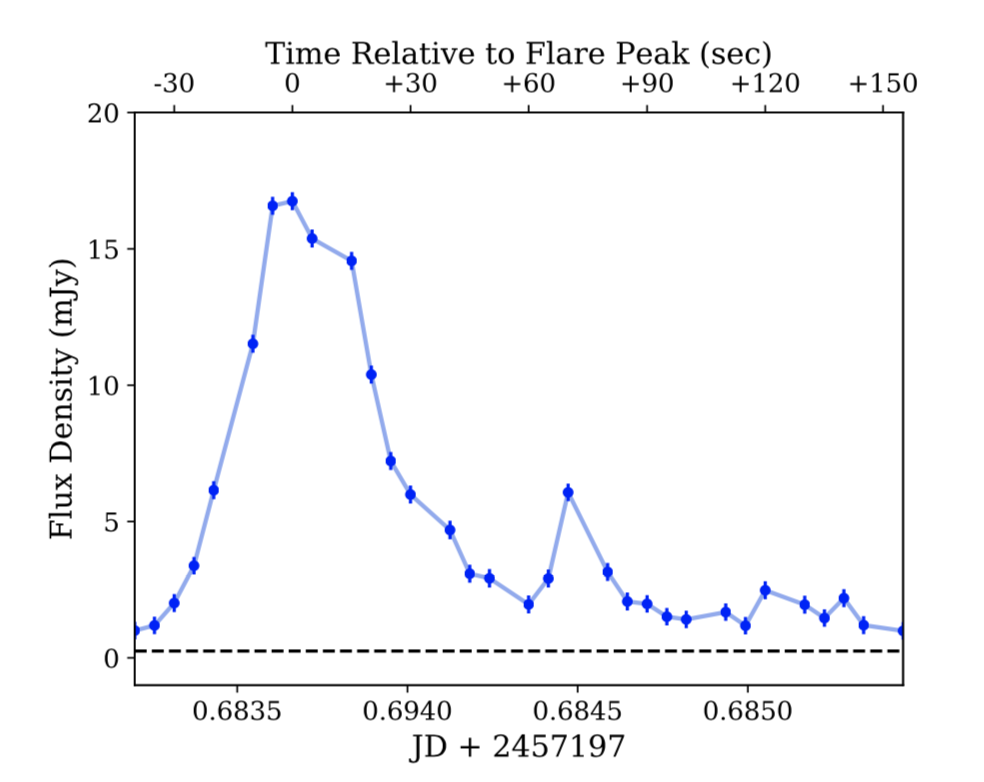 Time Relative to Flare Peak (sec)
-30 0 +30 +60 +90 +120 +150
20
15
10
5
0
Flux Density (mJy)
0.6835 0.6940 0.6845 0.6850
JD + 2457197